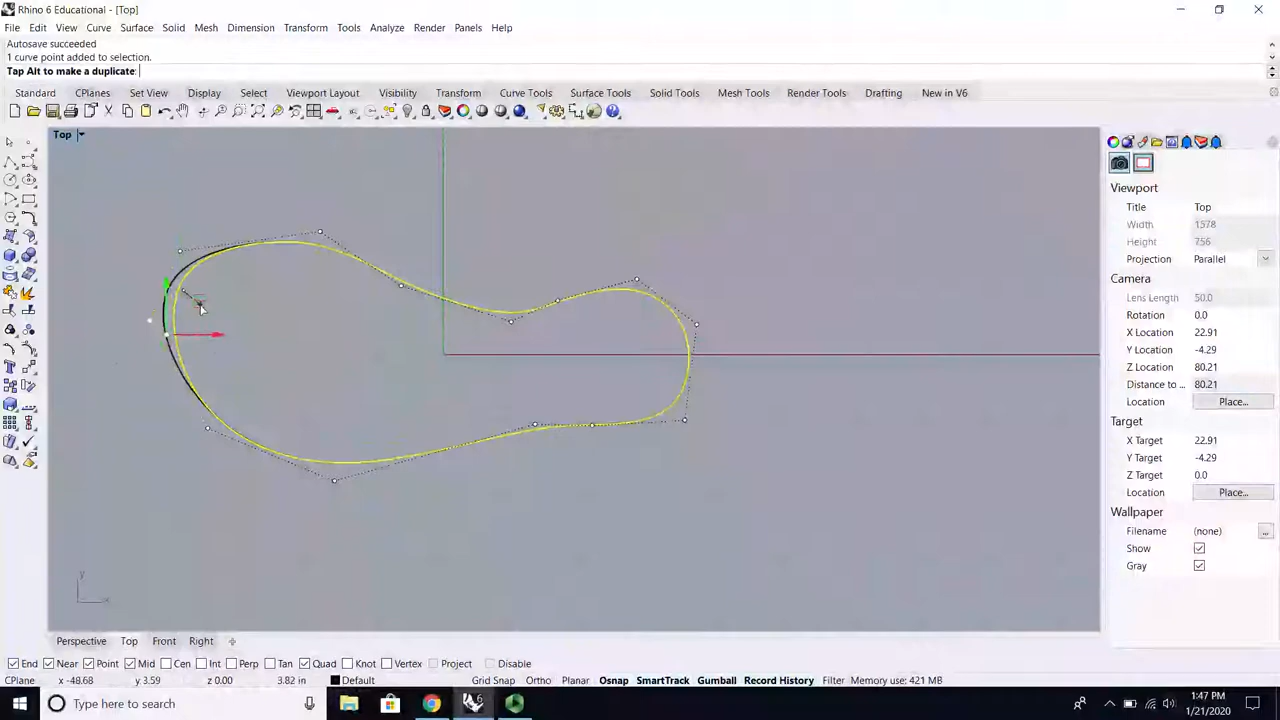 Rhino 6 Educational - [Top]
File Edit View Curve Surface Solid Mesh Dimension Transform Tools Analyze Render Panels Help
Autosave succeeded
1 curve point added to selection.
Tap Alt to make a duplicate:
Standard CPlanes Set View Display Select Viewport Layout Visibility Transform Curve Tools Surface Tools Solid Tools Mesh Tools Render Tools Drafting New in V6
Top
Viewport
Title Top
Width 1578
Height 756
Projection Parallel
Camera
Lens Length 50.0
Rotation 0.0
X Location 22.91
Y Location -4.29
Z Location 80.21
Distance to ... 80.21
Location Place...
Target
X Target 22.91
Y Target -4.29
Z Target 0.0
Location Place...
Wallpaper
Filename (none) ...
Show
Gray
y
x
Perspective Top Front Right
End Near Point Mid Cen Int Perp Tan Quad Knot Vertex Project Disable
CPlane x -48.68 y 3.59 z 0.00 3.82 in Default Grid Snap Ortho Planar Osnap SmartTrack Gumball Record History Filter Memory use: 421 MB
Type here to search
1:47 PM
1/21/2020